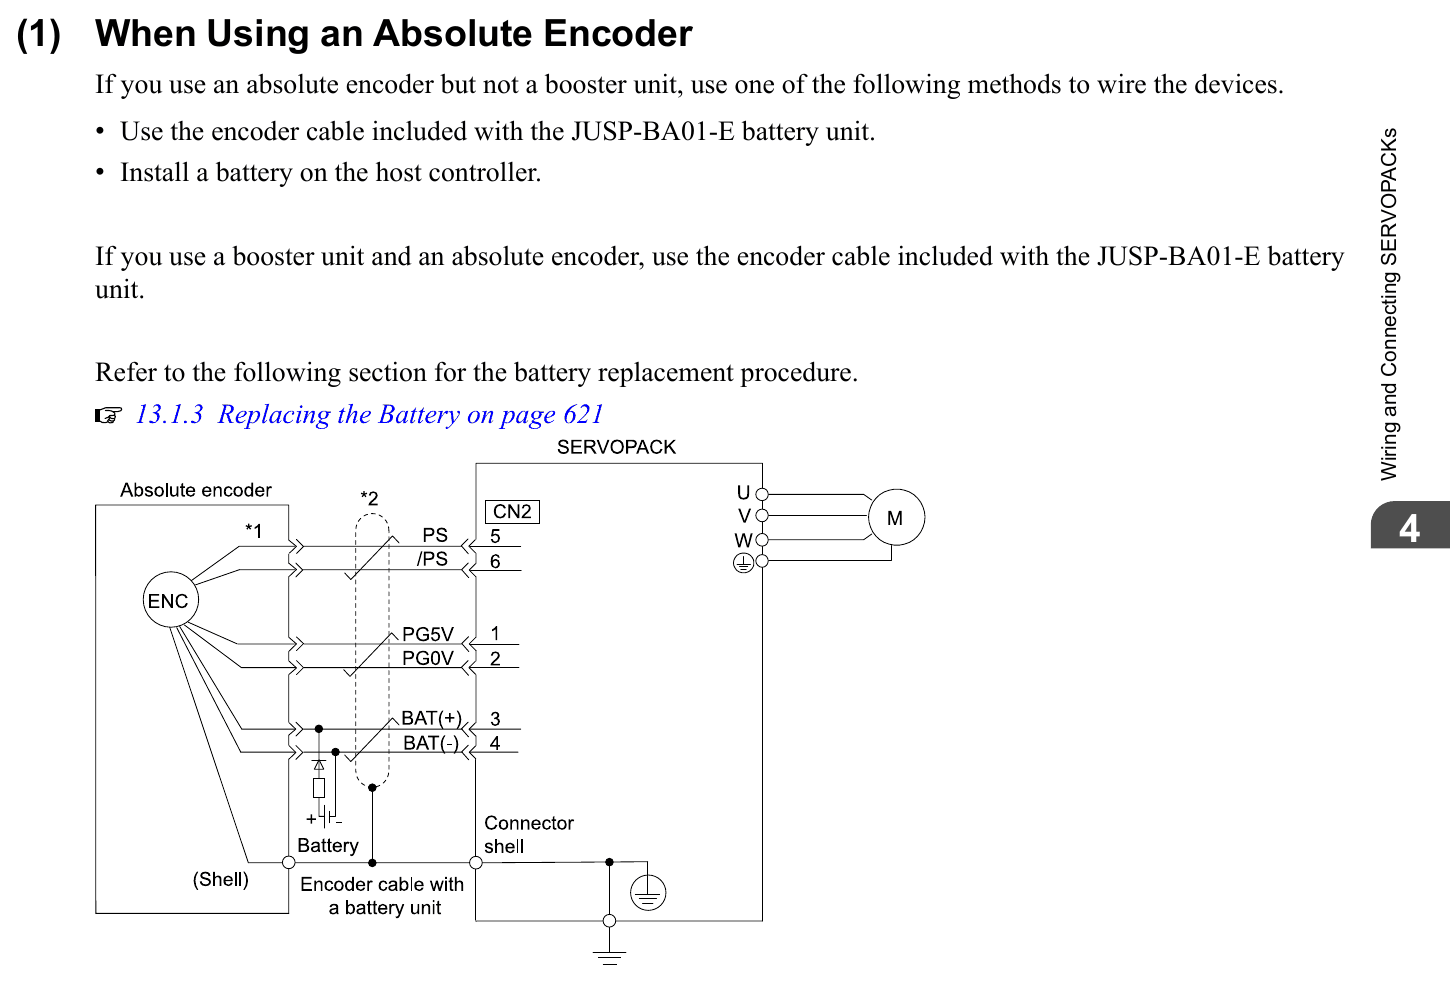 (1) When Using an Absolute Encoder
If you use an absolute encoder but not a booster unit, use one of the following methods to wire the devices.
• Use the encoder cable included with the JUSP-BA01-E battery unit.
• Install a battery on the host controller.
If you use a booster unit and an absolute encoder, use the encoder cable included with the JUSP-BA01-E battery
unit.
Refer to the following section for the battery replacement procedure.
☞ 13.1.3 Replacing the Battery on page 621
SERVOPACK
Absolute encoder
*2
CN2
U
V
W
M
*1
PS
5
/PS
6
ENC
PG5V
1
PG0V
2
BAT(+)
3
BAT(-)
4
+
-
Battery
Connector
shell
(Shell)
Encoder cable with
a battery unit
Wiring and Connecting SERVOPACKs
4